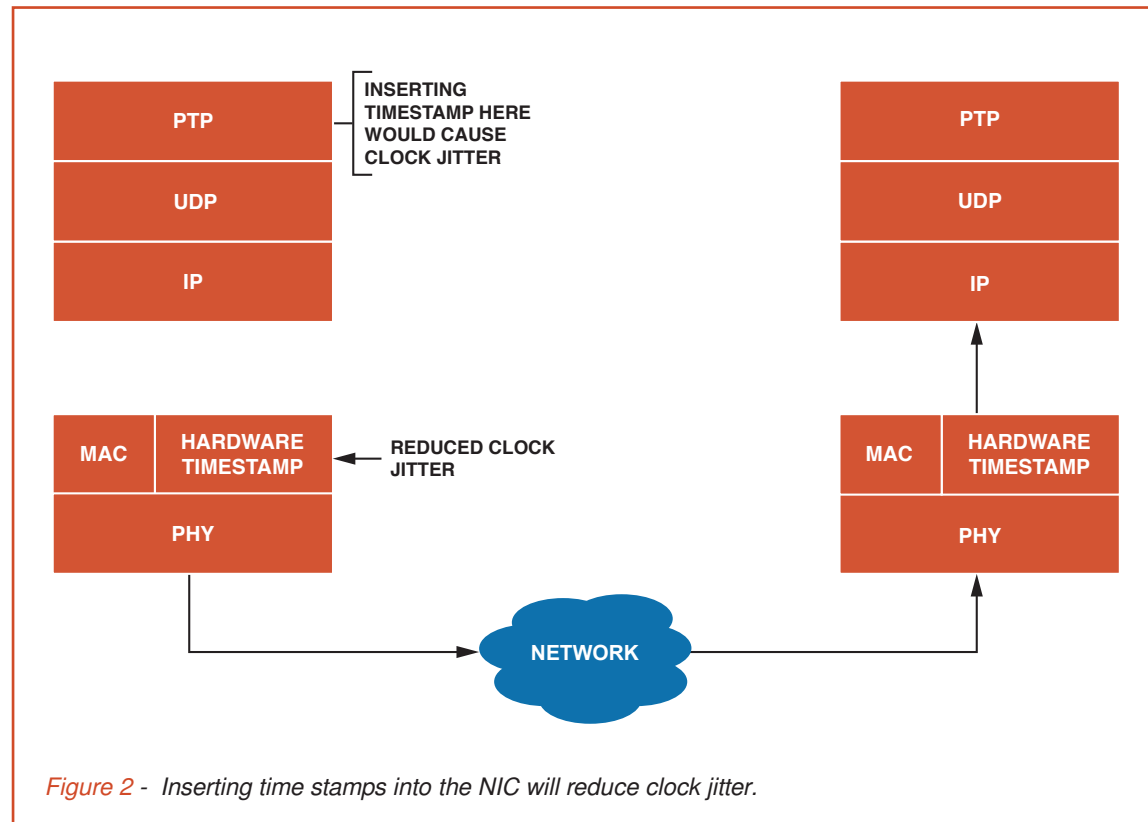 PTP
INSERTING
TIMESTAMP HERE
WOULD CAUSE
CLOCK JITTER
UDP
IP
PTP
UDP
IP
MAC
HARDWARE
TIMESTAMP
REDUCED CLOCK
JITTER
PHY
MAC
HARDWARE
TIMESTAMP
PHY
NETWORK
Figure 2 - Inserting time stamps into the NIC will reduce clock jitter.